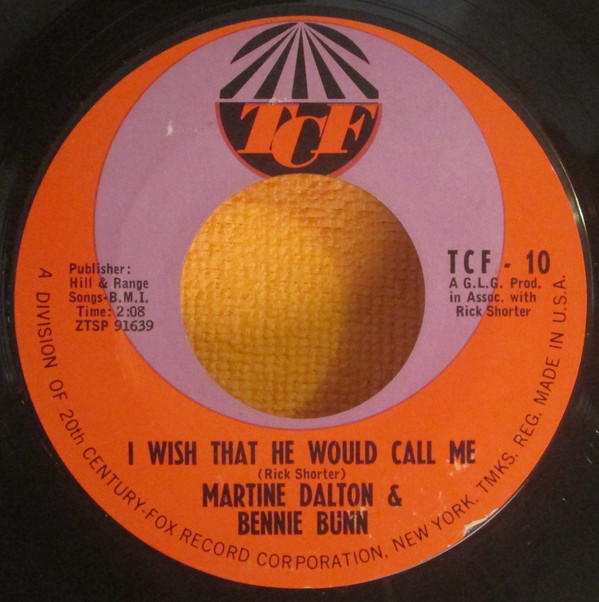 TCF
Publisher:
Hill & Range
Songs-B.M.I.
Time: 2:08
ZTSP 91639
TCF - 10
A G.L.G. Prod.
in Assoc. with
Rick Shorter
I WISH THAT HE WOULD CALL ME
(Rick Shorter)
MARTINE DALTON &
BENNIE BUNN
A DIVISION OF 20th CENTURY-FOX RECORD CORPORATION, NEW YORK. TMKS. REG. MADE IN U.S.A.